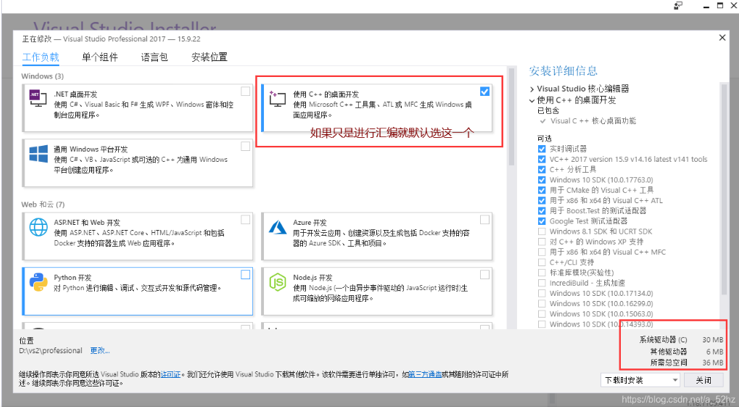 Visual Studio Installer
正在修改 — Visual Studio Professional 2017 — 15.9.22
工作负载 单个组件 语言包 安装位置
Windows (3)
.NET 桌面开发
使用 C#、Visual Basic 和 F# 生成 WPF、Windows 窗体和控
制台应用程序。
使用 C++ 的桌面开发
使用 Microsoft C++ 工具集、ATL 或 MFC 生成 Windows 桌
面应用程序。
如果只是进行汇编就默认选这一个
通用 Windows 平台开发
使用 C#、VB、JavaScript 或可选的 C++ 为通用 Windows
平台创建应用程序。
Web 和云 (7)
ASP.NET 和 Web 开发
使用 ASP.NET、ASP.NET Core、HTML/JavaScript 和包括
Docker 支持的容器生成 Web 应用程序。
Azure 开发
用于开发云应用、创建资源以及生成包括 Docker 支持的容
器的 Azure SDK、工具和项目。
Python 开发
对 Python 进行编辑、调试、交互式开发和源代码管理。
Node.js 开发
使用 Node.js (一个由异步事件驱动的 JavaScript 运行时)生
成可缩放的网络应用程序。
安装详细信息
Visual Studio 核心编辑器
使用 C++ 的桌面开发
已包含
Visual C++ 核心桌面功能
可选
实时调试器
VC++ 2017 version 15.9 v14.16 latest v141 tools
C++ 分析工具
Windows 10 SDK (10.0.17763.0)
用于 CMake 的 Visual C++ 工具
用于 x86 和 x64 的 Visual C++ ATL
用于 Boost.Test 的测试适配器
Google Test 测试适配器
Windows 8.1 SDK 和 UCRT SDK
对 C++ 的 Windows XP 支持
用于 x86 和 x64 的 Visual C++ MFC
C++/CLI 支持
标准库模块(实验性)
IncrediBuild - 生成加速
Windows 10 SDK (10.0.17134.0)
Windows 10 SDK (10.0.16299.0)
Windows 10 SDK (10.0.15063.0)
Windows 10 SDK (10.0.14393.0)
位置
D:\vs2\professional 更改...
系统驱动器 (C) 30 MB
其他驱动器 6 MB
所需总空间 36 MB
继续操作即表示你同意所选 Visual Studio 版本的许可证。我们还允许使用 Visual Studio 下载其他软件。该软件需要进行单独许可，如第三方通告或其随附的许可证中所
述。继续即表示你同意这些许可证。
下载时安装 关闭